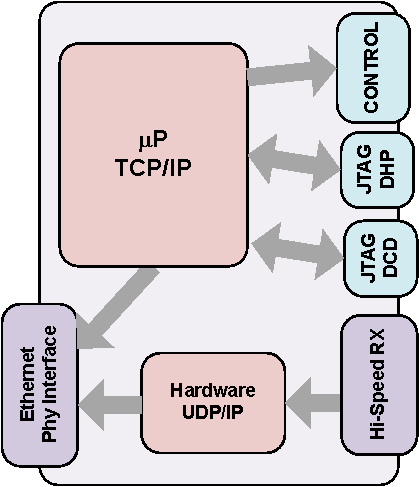 μP
TCP/IP
CONTROL
JTAG
DHP
JTAG
DCD
Ethernet
Phy Interface
Hardware
UDP/IP
Hi-Speed RX